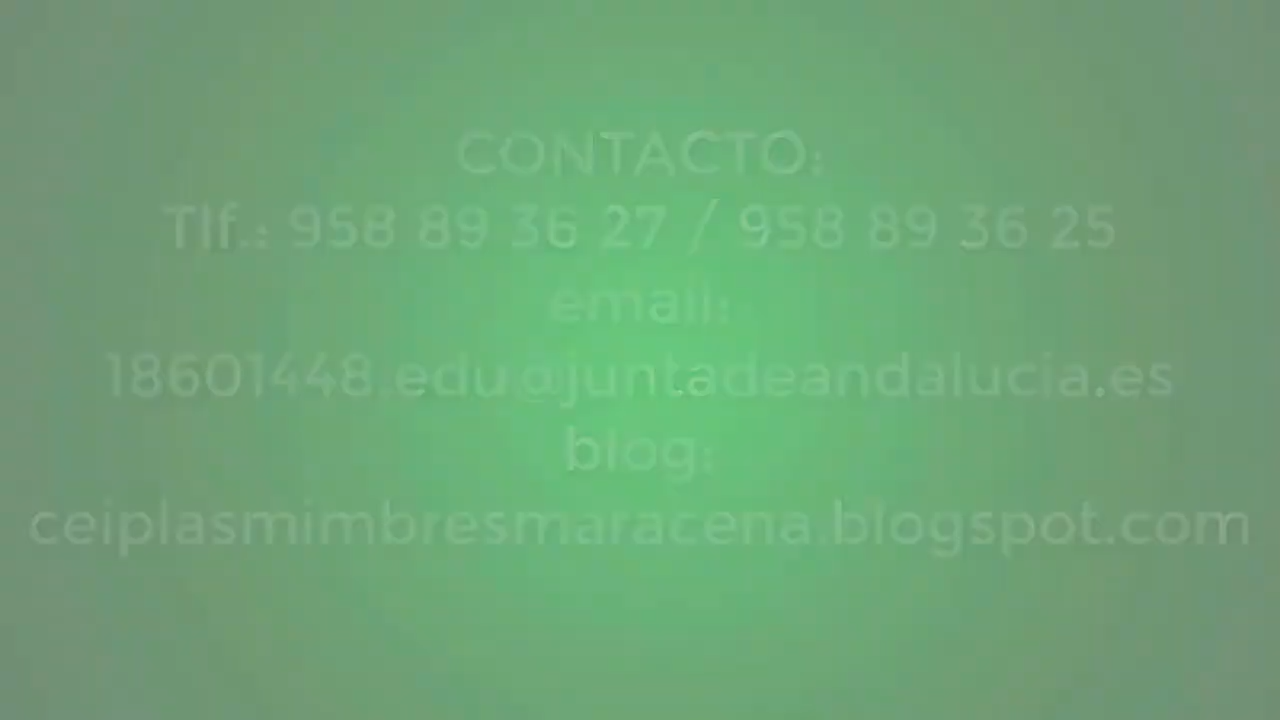 CONTACTO:
Tlf.: 958 89 36 27 / 958 89 36 25
email:
18601448.edu@juntadeandalucia.es
blog:
ceiplasmimbresmaracena.blogspot.com